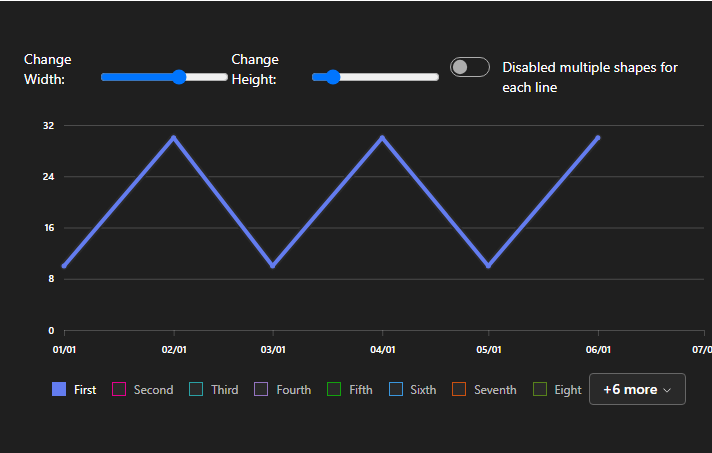 Change Width:
Change Height:
Disabled multiple shapes for each line
32
24
16
8
0
01/01 02/01 03/01 04/01 05/01 06/01 07/0
First Second Third Fourth Fifth Sixth Seventh Eight +6 more